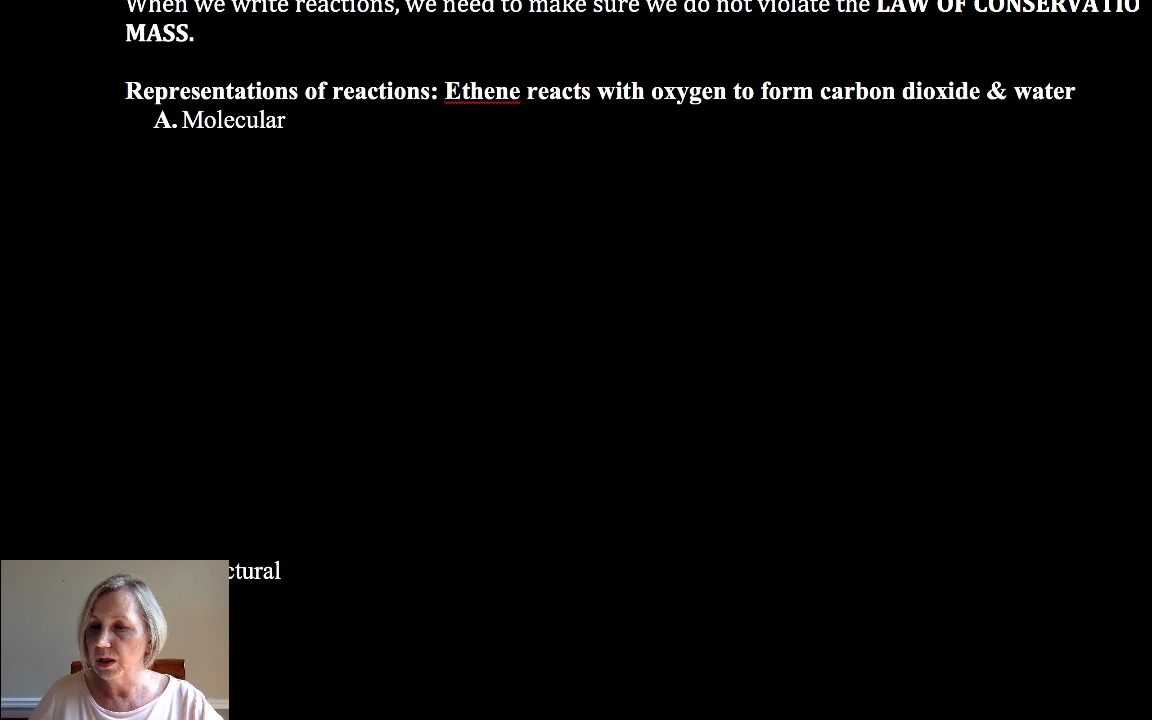 When we write reactions, we need to make sure we do not violate the LAW OF CONSERVATIO
MASS.
Representations of reactions: Ethene reacts with oxygen to form carbon dioxide & water
A. Molecular
ctural